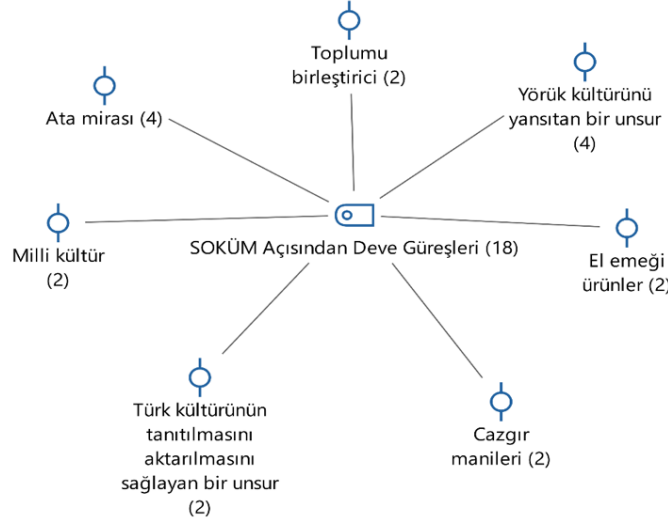 Toplumu
birleştirici (2)
Yörük kültürünü
yansıtan bir unsur
(4)
Ata mirası (4)
Milli kültür
(2)
SOKÜM Açısından Deve Güreşleri (18)
El emeği
ürünler (2)
Türk kültürünün
tanıtılmasını
aktarılmasını
sağlayan bir unsur
(2)
Cazgır
manileri (2)